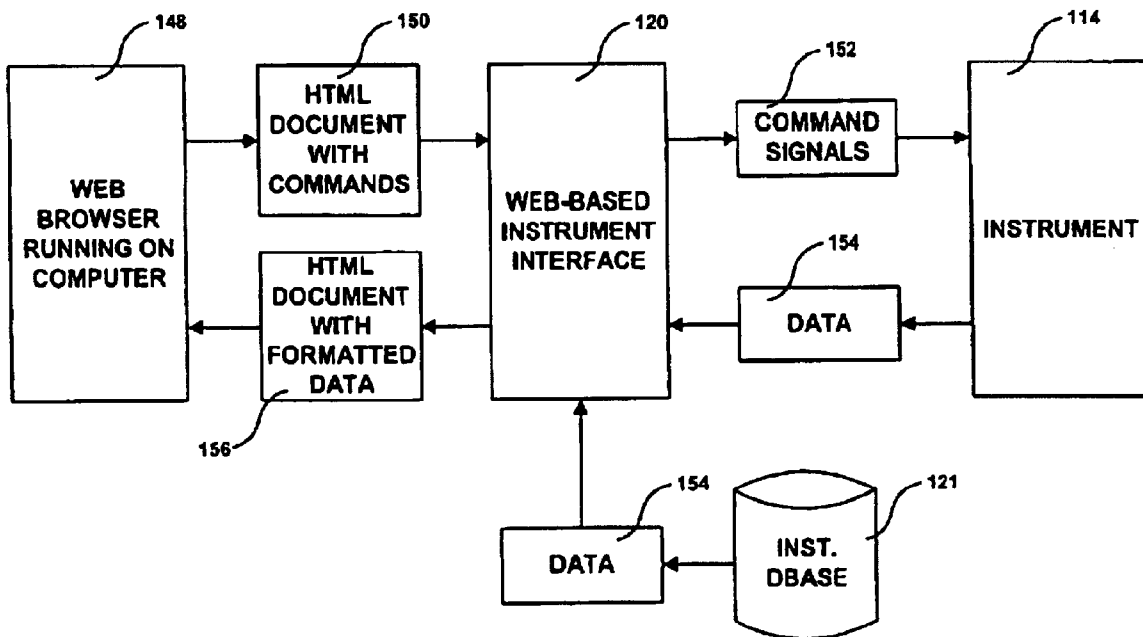 148
150
120
152
114
WEB
BROWSER
RUNNING ON
COMPUTER
HTML
DOCUMENT
WITH
COMMANDS
HTML
DOCUMENT
WITH
FORMATTED
DATA
156
WEB-BASED
INSTRUMENT
INTERFACE
COMMAND
SIGNALS
154
DATA
INSTRUMENT
154
DATA
121
INST.
DBASE